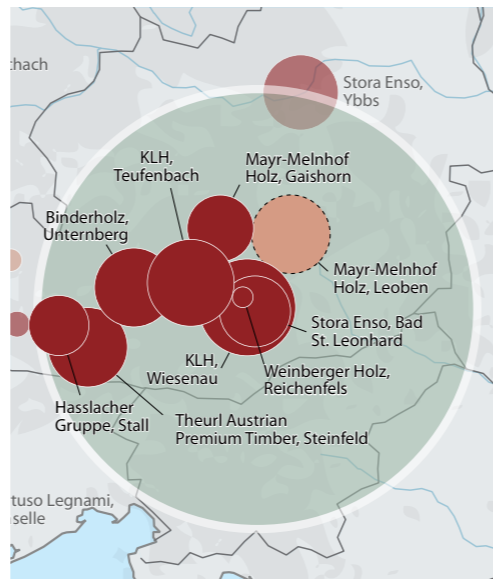 chach
Stora Enso,
Ybbs
KLH,
Teufenbach
Mayr-Melnhof
Holz, Gaishorn
Binderholz,
Unternberg
Mayr-Melnhof
Holz, Leoben
Stora Enso, Bad
St. Leonhard
KLH,
Wiesenau
Weinberger Holz,
Reichenfels
Hasslacher
Gruppe, Stall
Theurl Austrian
Premium Timber, Steinfeld
tuso Legnami,
selle